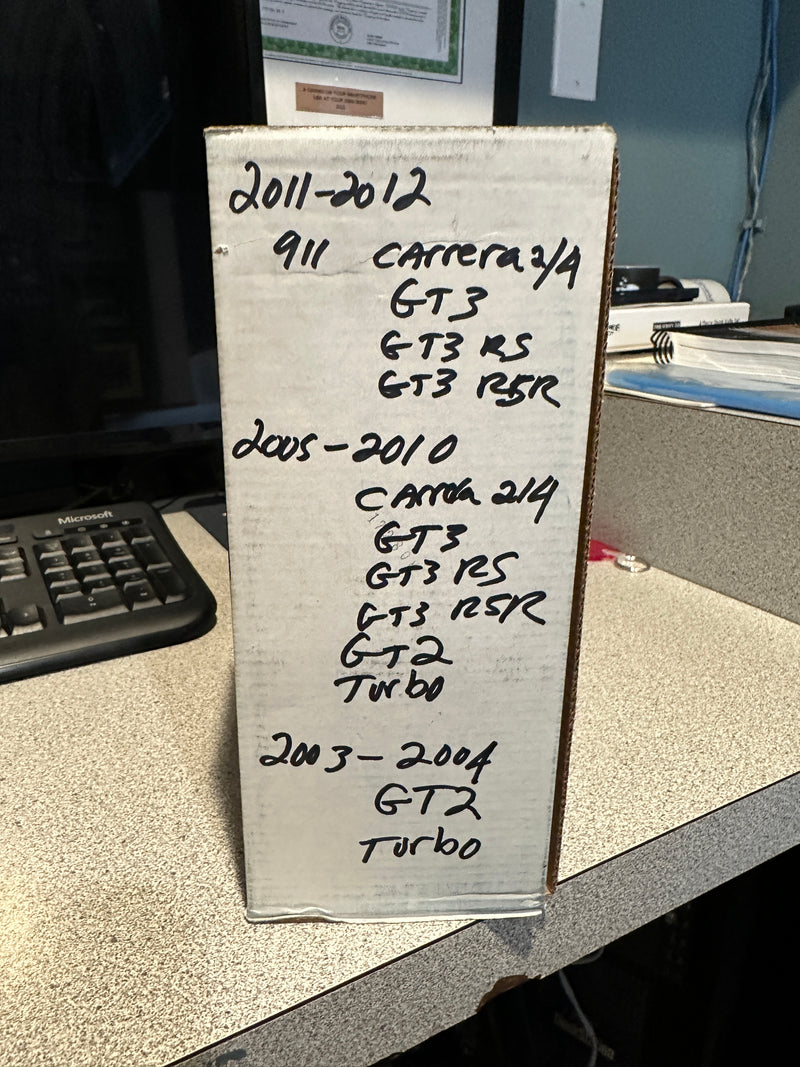 2011-2012
911 Carrera 2/4
GT3
GT3 RS
GT3 RSR
2005-2010
Carrera 2/4
GT3
GT3 RS
GT3 RSR
GT2
Turbo
2003-2004
GT2
Turbo
Microsoft